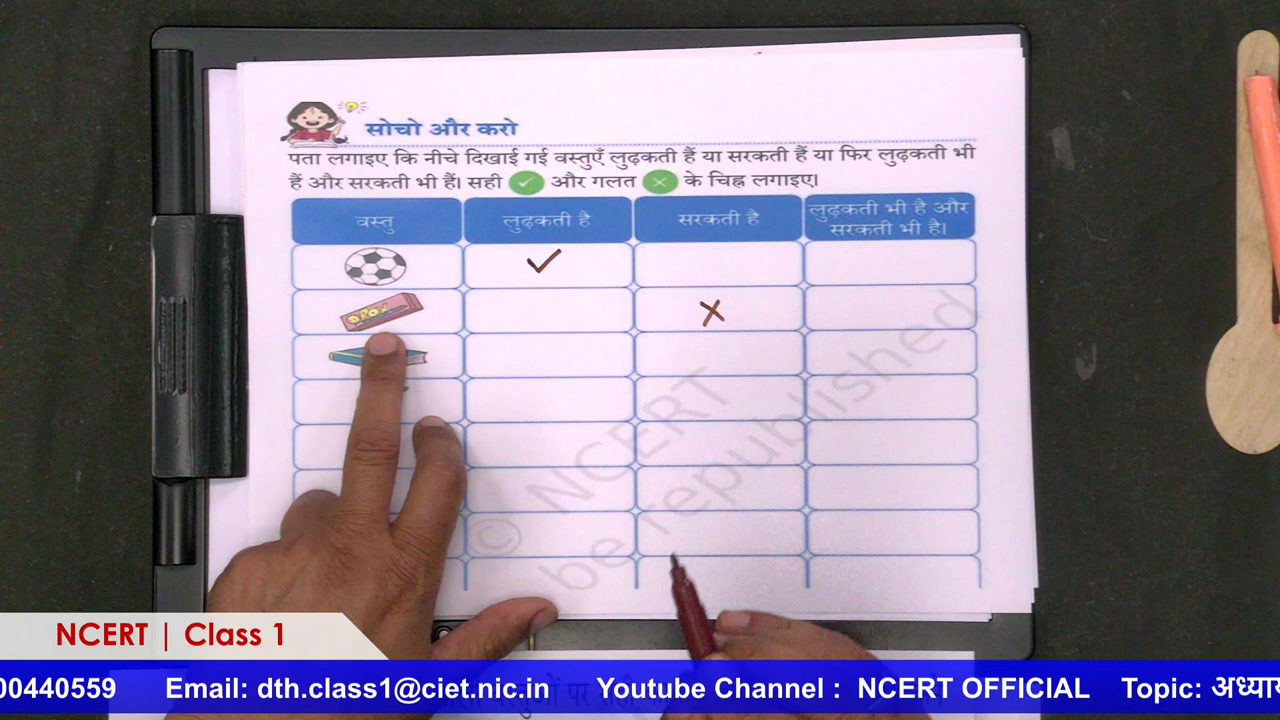 सोचो और करो
पता लगाइए कि नीचे दिखाई गई वस्तुएँ लुढ़कती हैं या सरकती हैं या फिर लुढ़कती भी
हैं और सरकती भी हैं। सही ✓ और गलत ✕ के चिह्न लगाइए।
वस्तु लुढ़कती है सरकती है लुढ़कती भी है और
सरकती भी है।
© NCERT
be republished
NCERT | Class 1
00440559 Email: dth.class1@ciet.nic.in Youtube Channel : NCERT OFFICIAL Topic: